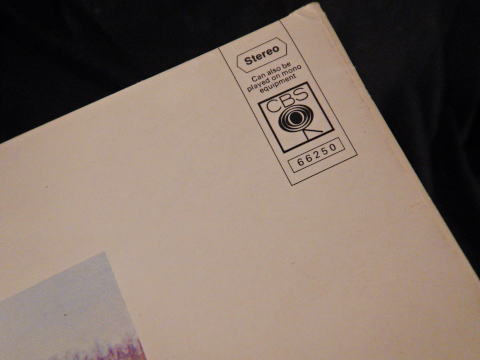 Stereo
Can also be
played on mono
equipment
CBS
66250